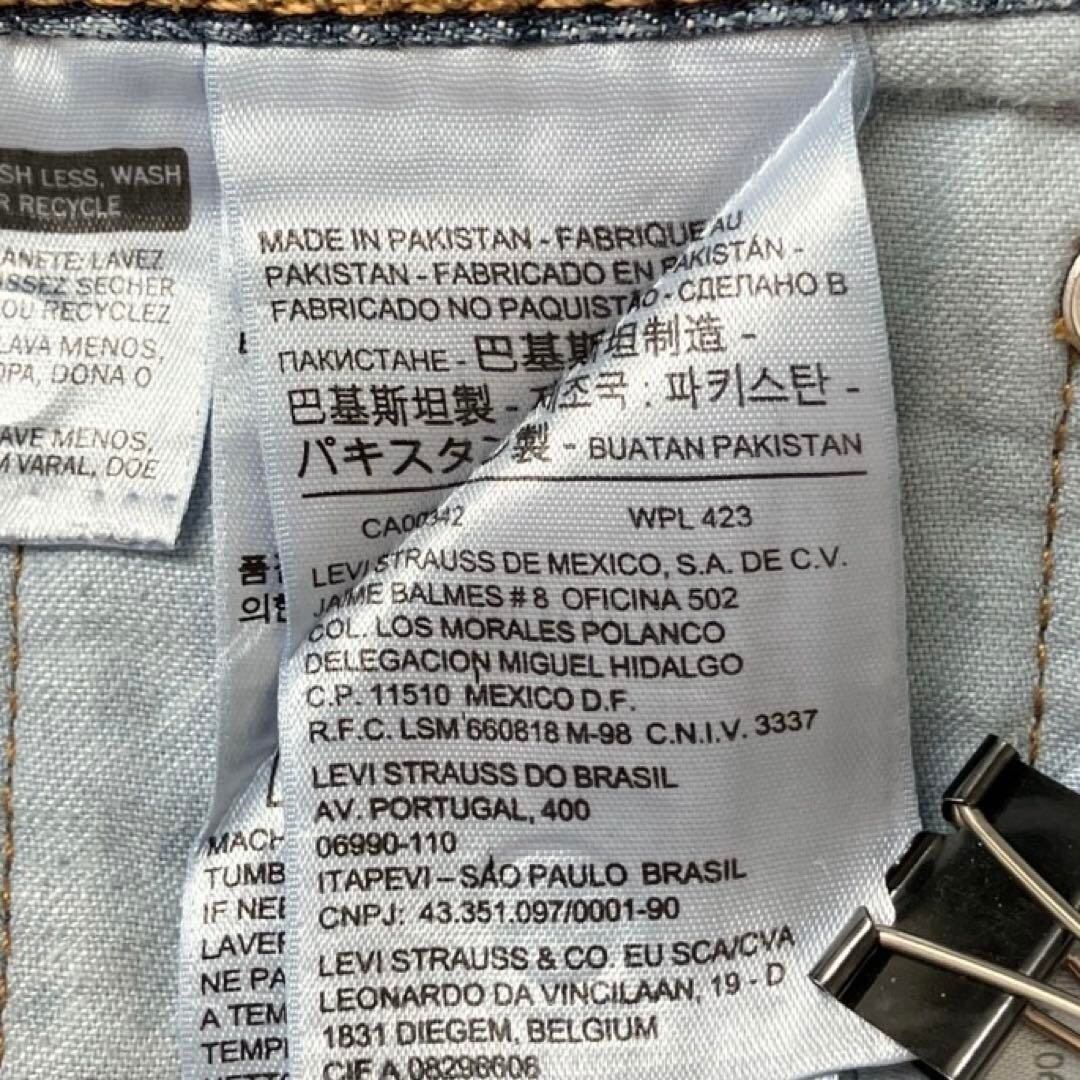 SH LESS, WASH
R RECYCLE
ANETE: LAVEZ
ISSEZ SECHER
OU RECYCLEZ
LAVA MENOS,
OPA, DONA O
AVE MENOS,
M VARAL, DOE
MADE IN PAKISTAN - FABRIQUE AU
PAKISTAN - FABRICADO EN PAKISTÁN -
FABRICADO NO PAQUISTÃO - СДЕЛАНО В
ПАКИСТАНЕ - 巴基斯坦制造 -
巴基斯坦製 - 제조국 : 파키스탄 -
パキスタン製 - BUATAN PAKISTAN
CA00342 WPL 423
LEVI STRAUSS DE MEXICO, S.A. DE C.V.
JAIME BALMES # 8 OFICINA 502
COL. LOS MORALES POLANCO
DELEGACION MIGUEL HIDALGO
C.P. 11510 MEXICO D.F.
R.F.C. LSM 660818 M-98 C.N.I.V. 3337
LEVI STRAUSS DO BRASIL
AV. PORTUGAL, 400
06990-110
ITAPEVI – SÃO PAULO BRASIL
CNPJ: 43.351.097/0001-90
LEVI STRAUSS & CO EU SCA/CVA
LEONARDO DA VINCILAAN, 19 - D
1831 DIEGEM, BELGIUM
CIF A 08298606
품
의
MACH
TUMB
IF NEE
LAVER
NE PA
A TEM
TEMP